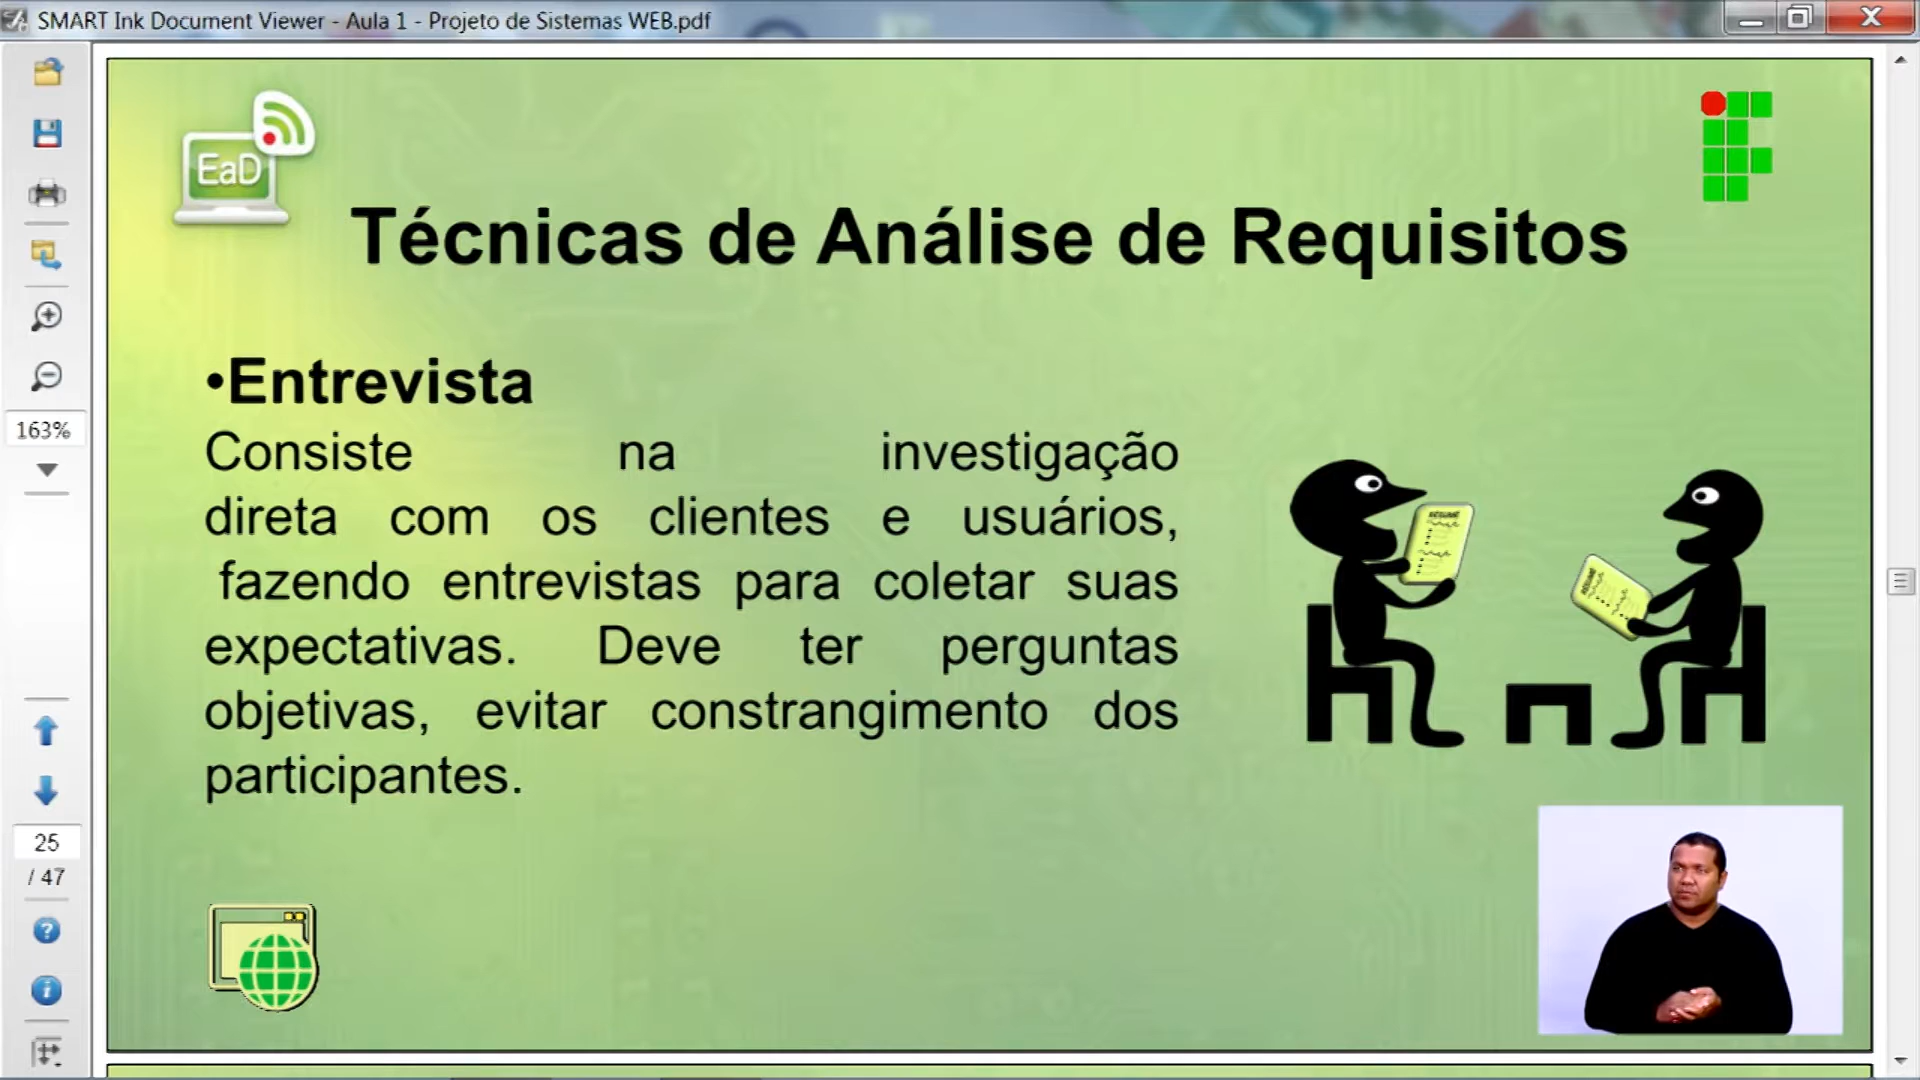 SMART Ink Document Viewer - Aula 1 - Projeto de Sistemas WEB.pdf
EaD
Técnicas de Análise de Requisitos
•Entrevista
Consiste na investigação
direta com os clientes e usuários,
fazendo entrevistas para coletar suas
expectativas. Deve ter perguntas
objetivas, evitar constrangimento dos
participantes.
RESUME
RESUME
163%
25
/ 47